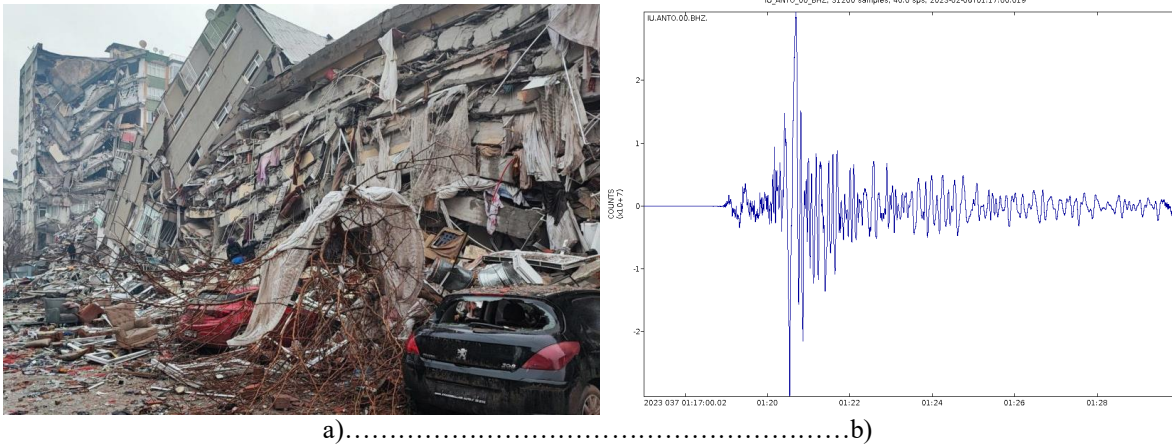 IU.ANTO.00.BHZ.
COUNTS
(x10+7)
2
1
0
-1
-2
2023 037 01:17:00.02
01:20
01:22
01:24
01:26
01:28
a)……………………………………………………b)